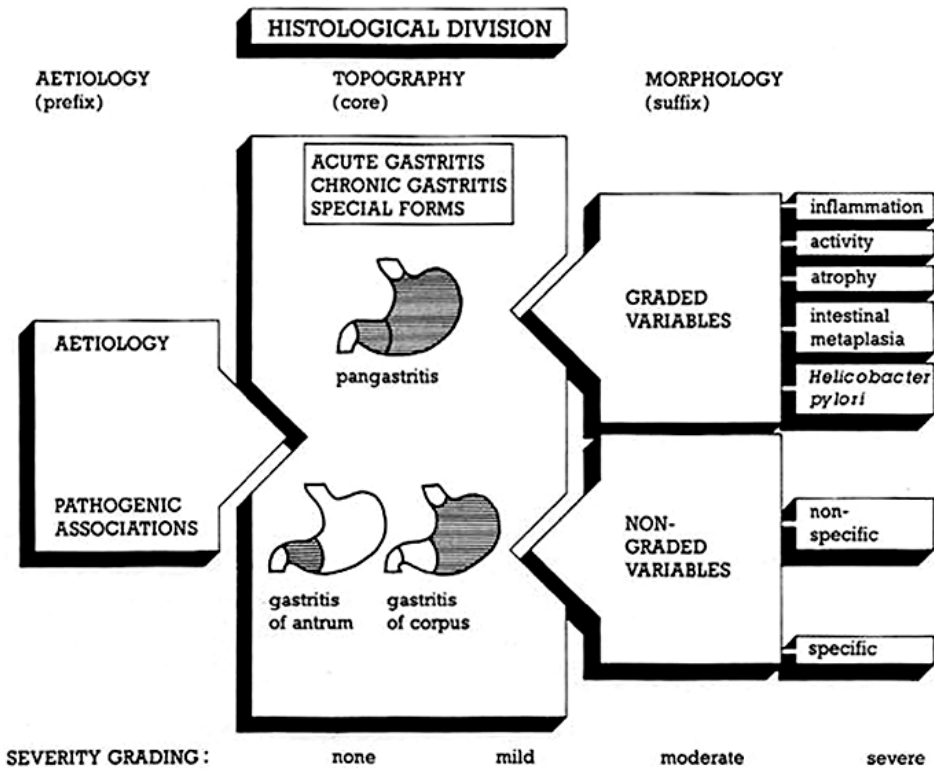 HISTOLOGICAL DIVISION
AETIOLOGY
(prefix)
TOPOGRAPHY
(core)
MORPHOLOGY
(suffix)
ACUTE GASTRITIS
CHRONIC GASTRITIS
SPECIAL FORMS
pangastritis
AETIOLOGY
PATHOGENIC
ASSOCIATIONS
gastritis
of antrum
gastritis
of corpus
GRADED
VARIABLES
inflammation
activity
atrophy
intestinal
metaplasia
Helicobacter
pylori
NON-
GRADED
VARIABLES
non-
specific
specific
SEVERITY GRADING: none mild moderate severe